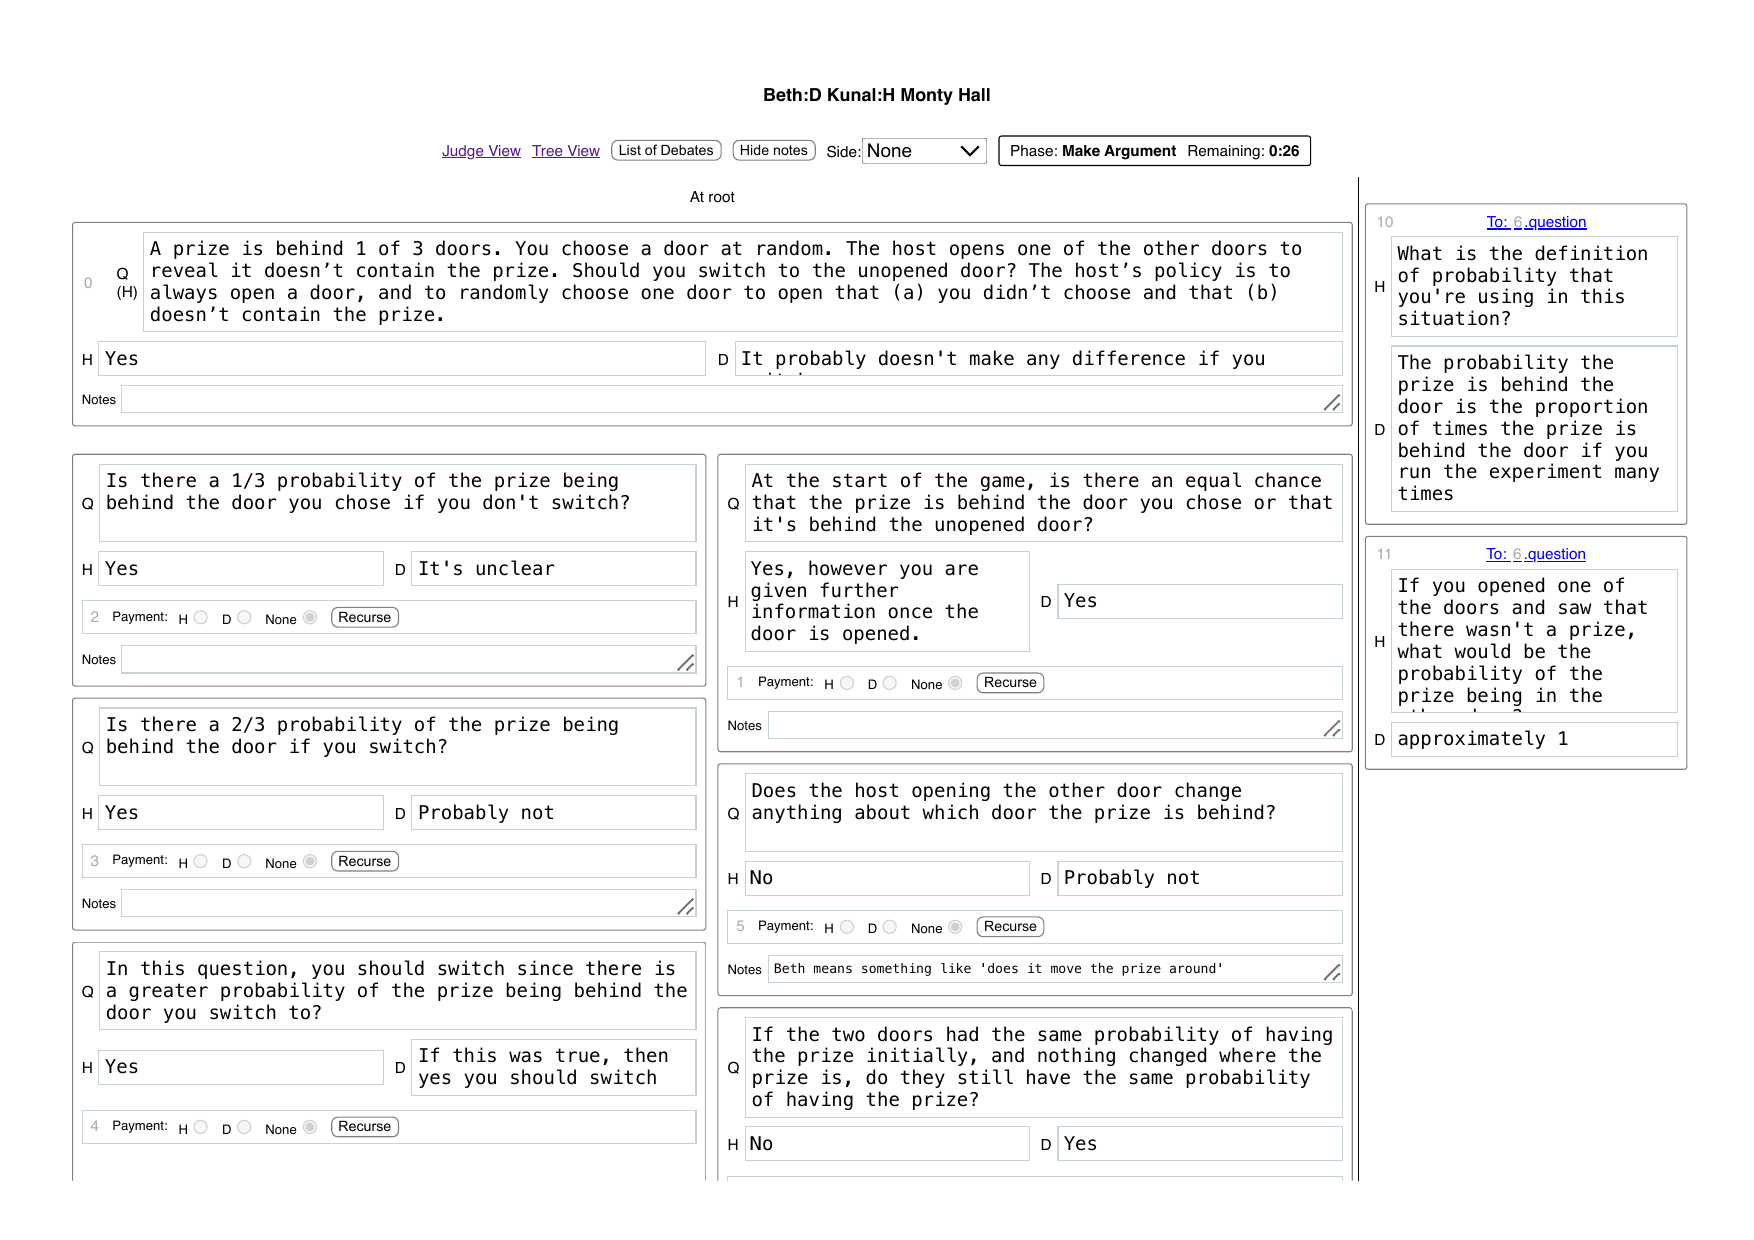 Beth:D Kunal:H Monty Hall
Judge View Tree View List of Debates Hide notes Side: None Phase: Make Argument Remaining: 0:26
At root
0
Q
(H)
A prize is behind 1 of 3 doors. You choose a door at random. The host opens one of the other doors to
reveal it doesn’t contain the prize. Should you switch to the unopened door? The host’s policy is to
always open a door, and to randomly choose one door to open that (a) you didn’t choose and that (b)
doesn’t contain the prize.
H Yes
D It probably doesn't make any difference if you
Notes
Q
Is there a 1/3 probability of the prize being
behind the door you chose if you don't switch?
H Yes D It's unclear
2 Payment: H D None Recurse
Notes
Q
Is there a 2/3 probability of the prize being
behind the door if you switch?
H Yes D Probably not
3 Payment: H D None Recurse
Notes
Q
In this question, you should switch since there is
a greater probability of the prize being behind the
door you switch to?
H Yes
D
If this was true, then
yes you should switch
4 Payment: H D None Recurse
Q
At the start of the game, is there an equal chance
that the prize is behind the door you chose or that
it's behind the unopened door?
H
Yes, however you are
given further
information once the
door is opened.
D Yes
1 Payment: H D None Recurse
Notes
Q
Does the host opening the other door change
anything about which door the prize is behind?
H No D Probably not
5 Payment: H D None Recurse
Notes Beth means something like 'does it move the prize around'
Q
If the two doors had the same probability of having
the prize initially, and nothing changed where the
prize is, do they still have the same probability
of having the prize?
H No D Yes
10 To: 6.question
H
What is the definition
of probability that
you're using in this
situation?
D
The probability the
prize is behind the
door is the proportion
of times the prize is
behind the door if you
run the experiment many
times
11 To: 6.question
H
If you opened one of
the doors and saw that
there wasn't a prize,
what would be the
probability of the
prize being in the
D approximately 1